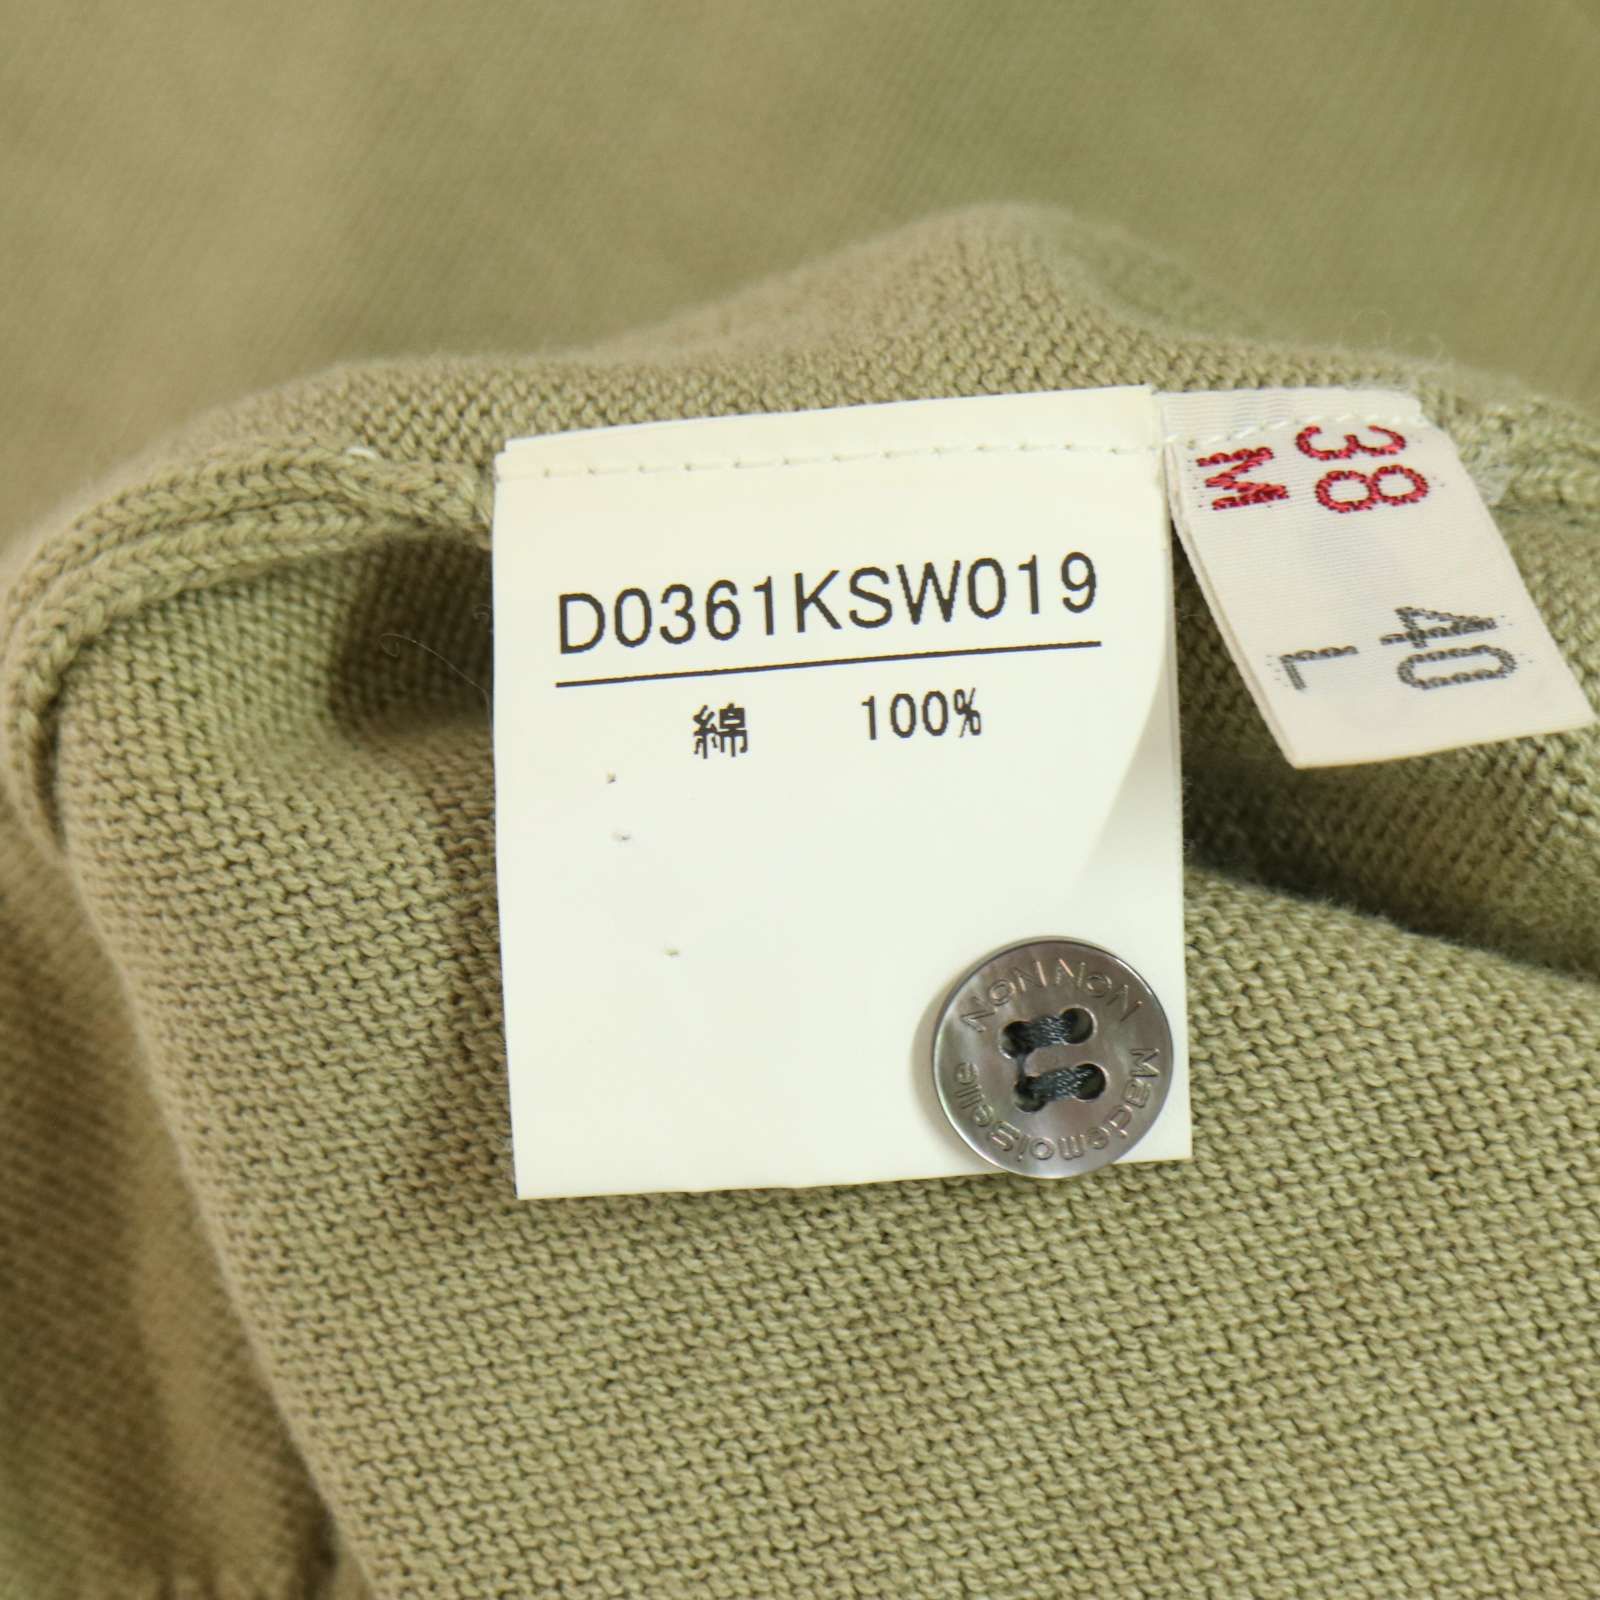 D0361KSW019
綿 100%
38
M
40
L
NON NON
Mademoiselle